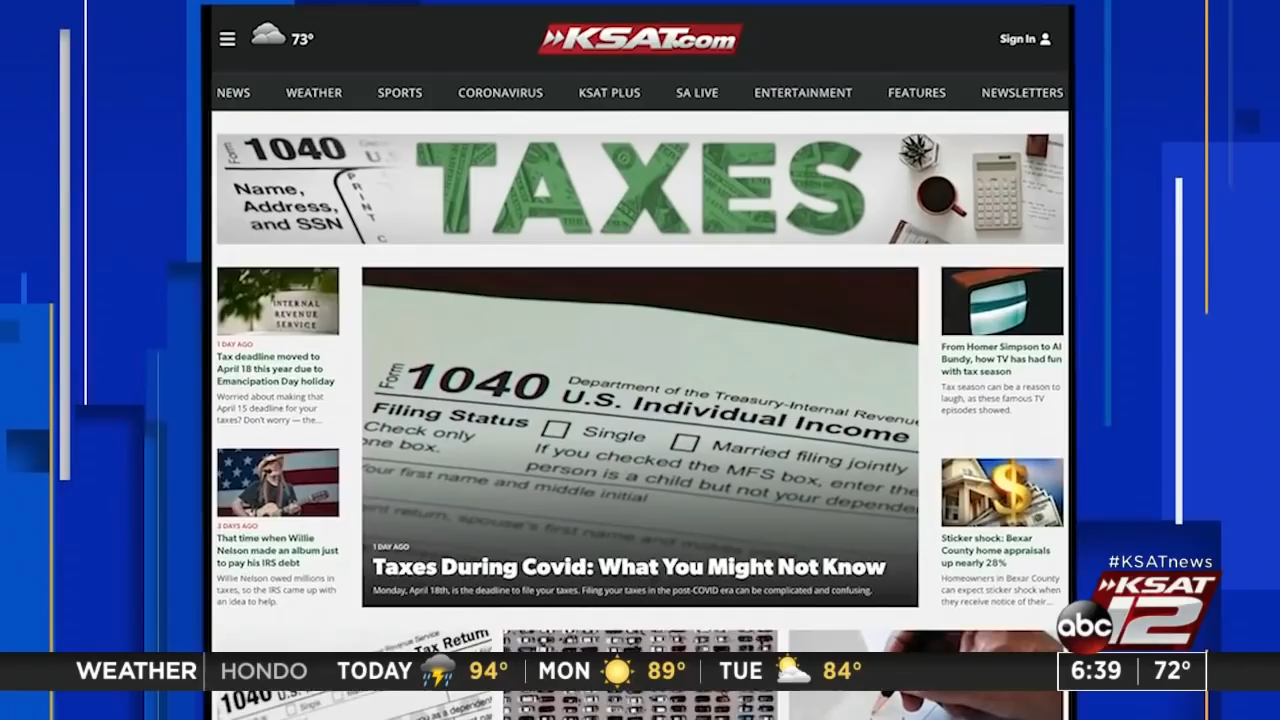 73°
KSAT.com
Sign In
NEWS WEATHER SPORTS CORONAVIRUS KSAT PLUS SA LIVE ENTERTAINMENT FEATURES NEWSLETTERS
Form 1040 U.S.
Name,
Address,
and SSN
PRINT C
TAXES
INTERNAL
REVENUE
SERVICE
1 DAY AGO
Tax deadline moved to
April 18 this year due to
Emancipation Day holiday
Worried about making that
April 15 deadline for your
taxes? Don't worry — the...
3 DAYS AGO
That time when Willie
Nelson made an album just
to pay his IRS debt
Willie Nelson owed millions in
taxes, so the IRS came up with
an idea to help.
Form 1040
Department of the Treasury-Internal Revenue
U.S. Individual Income
Filing Status
Single
Married filing jointly
Check only
one box.
If you checked the MFS box, enter the
person is a child but not your depende
Your first name and middle initial
1 DAY AGO
Taxes During Covid: What You Might Not Know
Monday, April 18th, is the deadline to file your taxes. Filing your taxes in the post-COVID era can be complicated and confusing.
From Homer Simpson to Al
Bundy, how TV has had fun
with tax season
Tax season can be a reason to
laugh, as these famous TV
episodes showed.
Sticker shock: Bexar
County home appraisals
up nearly 28%
Homeowners in Bexar County
can expect sticker shock when
they receive notice of their...
#KSATnews
KSAT
abc 12
Tax Return
WEATHER HONDO TODAY 94° MON 89° TUE 84°
6:39 72°
1040 U.S.
Single